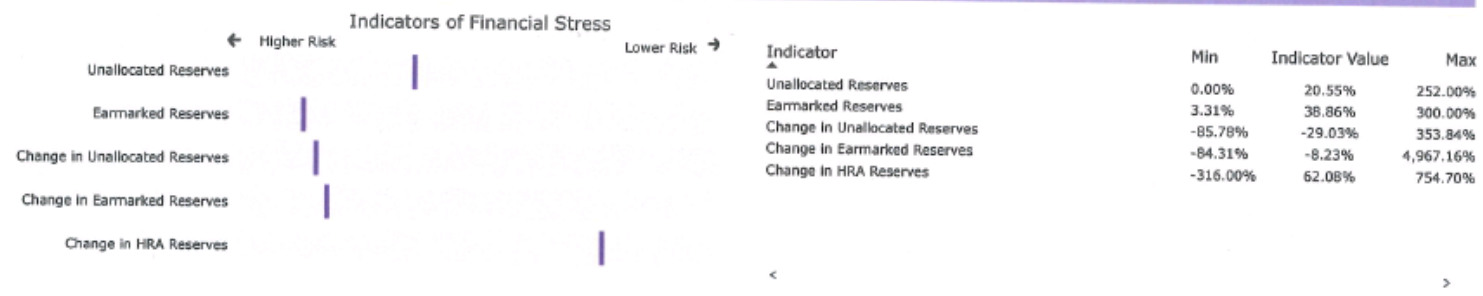 Indicators of Financial Stress
← Higher Risk Lower Risk →
Unallocated Reserves
Earmarked Reserves
Change in Unallocated Reserves
Change in Earmarked Reserves
Change in HRA Reserves
Indicator Min Indicator Value Max
Unallocated Reserves 0.00% 20.55% 252.00%
Earmarked Reserves 3.31% 38.86% 300.00%
Change in Unallocated Reserves -85.78% -29.03% 353.84%
Change in Earmarked Reserves -84.31% -8.23% 4,967.16%
Change in HRA Reserves -316.00% 62.08% 754.70%
< >